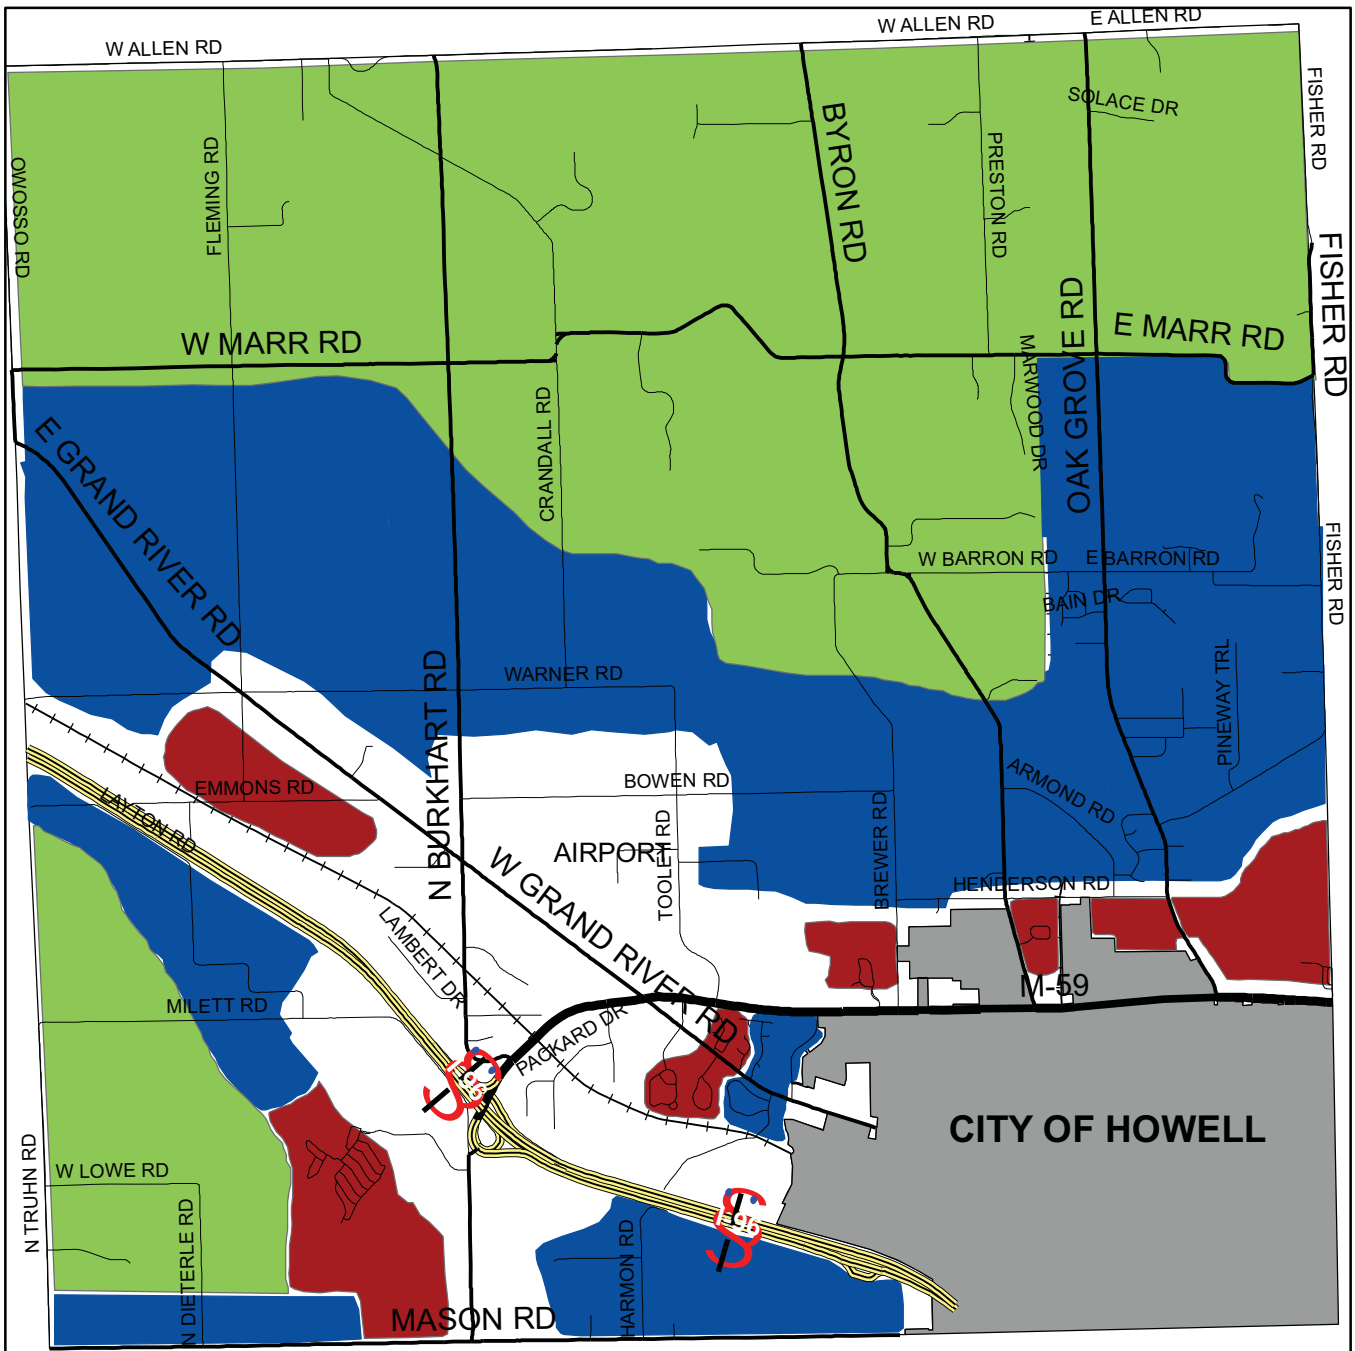 W ALLEN RD
W ALLEN RD
E ALLEN RD
FISHER RD
SOLACE DR
BYRON RD
PRESTON RD
FLEMING RD
OWOSSO RD
FISHER RD
OAK GROVE RD
E MARR RD
W MARR RD
MARWOOD DR
CRANDALL RD
E GRAND RIVER RD
W BARRON RD
E BARRON RD
FISHER RD
BAIN DR
PINEWAY TRL
WARNER RD
N BURKHART RD
BOWEN RD
EMMONS RD
LAYTON RD
ARMOND RD
AIRPORT
TOOLEY RD
BREWER RD
W GRAND RIVER RD
HENDERSON RD
LAMBERT DR
M-59
MILETT RD
PACKARD DR
I-96
CITY OF HOWELL
N TRUHN RD
W LOWE RD
N DIETERLE RD
I-96
HARMON RD
MASON RD